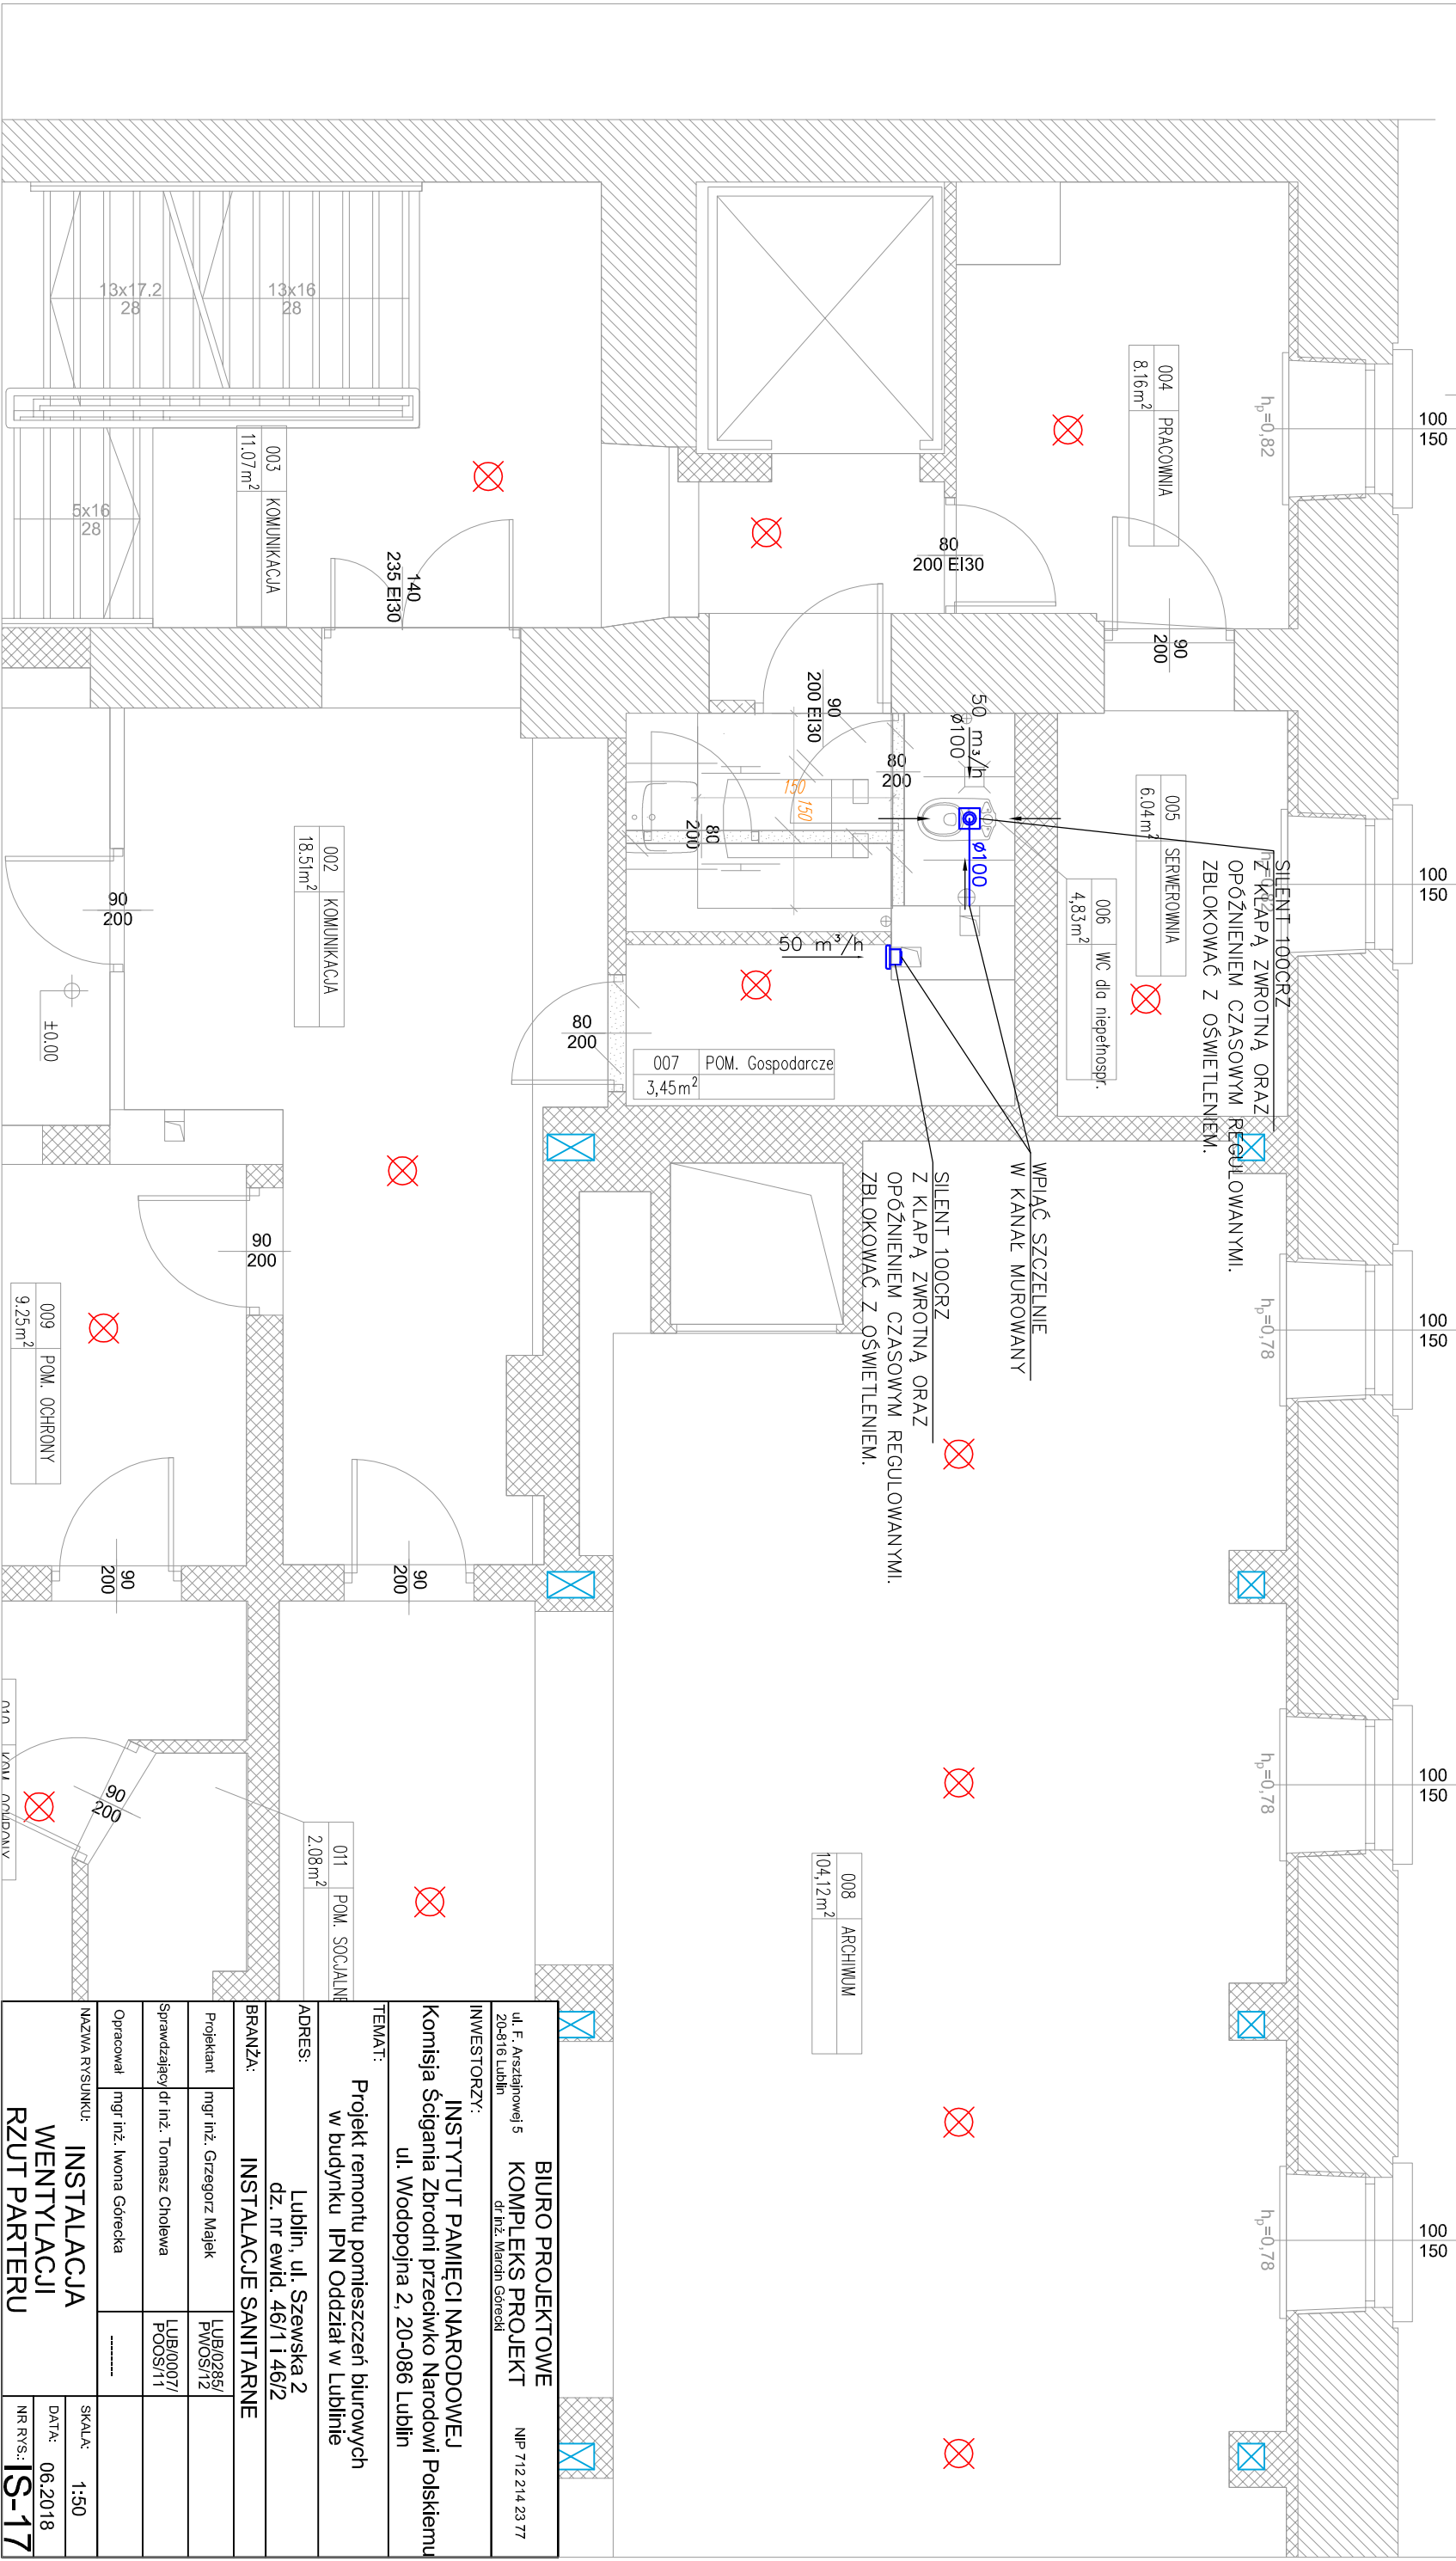 100
150
100
150
100
150
100
150
100
150
hp=0,82
hp=0,82
hp=0,78
hp=0,78
hp=0,78
004 PRACOWNIA
8.16m²
005 SERWEROWNIA
6.04m²
006 WC dla niepełnospr.
4,83m²
007 POM. Gospodarcze
3,45m²
003 KOMUNIKACJA
11.07m²
002 KOMUNIKACJA
18.51m²
008 ARCHIWUM
104,12m²
009 POM. OCHRONY
9.25m²
011 POM. SOCJALNE
2.08m²
010 KOM. OCHRONY
SILENT 100CRZ
Z KLAPĄ ZWROTNĄ ORAZ
OPÓŹNIENIEM CZASOWYM REGULOWANYMI.
ZBLOKOWAĆ Z OŚWIETLENIEM.
WPIĄĆ SZCZELNIE
W KANAŁ MUROWANY
SILENT 100CRZ
Z KLAPĄ ZWROTNĄ ORAZ
OPÓŹNIENIEM CZASOWYM REGULOWANYMI.
ZBLOKOWAĆ Z OŚWIETLENIEM.
50 m³/h
ø100
ø100
50 m³/h
13x17,2
28
13x16
28
5x16
28
140
235 EI30
80
200 EI30
90
200
90
200 EI30
80
200
80
200
150
150
80
200
90
200
±0.00
90
200
90
200
90
200
90
200
BIURO PROJEKTOWE
KOMPLEKS PROJEKT
dr inż. Marcin Górecki
ul. F. Arsztajnowej 5
20-816 Lublin
NIP 712 214 23 77
INWESTORZY:
INSTYTUT PAMIĘCI NARODOWEJ
Komisja Ścigania Zbrodni przeciwko Narodowi Polskiemu
ul. Wodopojna 2, 20-086 Lublin
TEMAT:
Projekt remontu pomieszczeń biurowych
w budynku IPN Oddział w Lublinie
ADRES:
Lublin, ul. Szewska 2
dz. nr ewid. 46/1 i 46/2
BRANŻA:
INSTALACJE SANITARNE
Projektant mgr inż. Grzegorz Majek LUB/0285/
PWOS/12
Sprawdzający dr inż. Tomasz Cholewa LUB/0007/
POOS/11
Opracował mgr inż. Iwona Górecka --------
NAZWA RYSUNKU:
INSTALACJA
WENTYLACJI
RZUT PARTERU
SKALA: 1:50
DATA: 06.2018
NR RYS.: IS-17